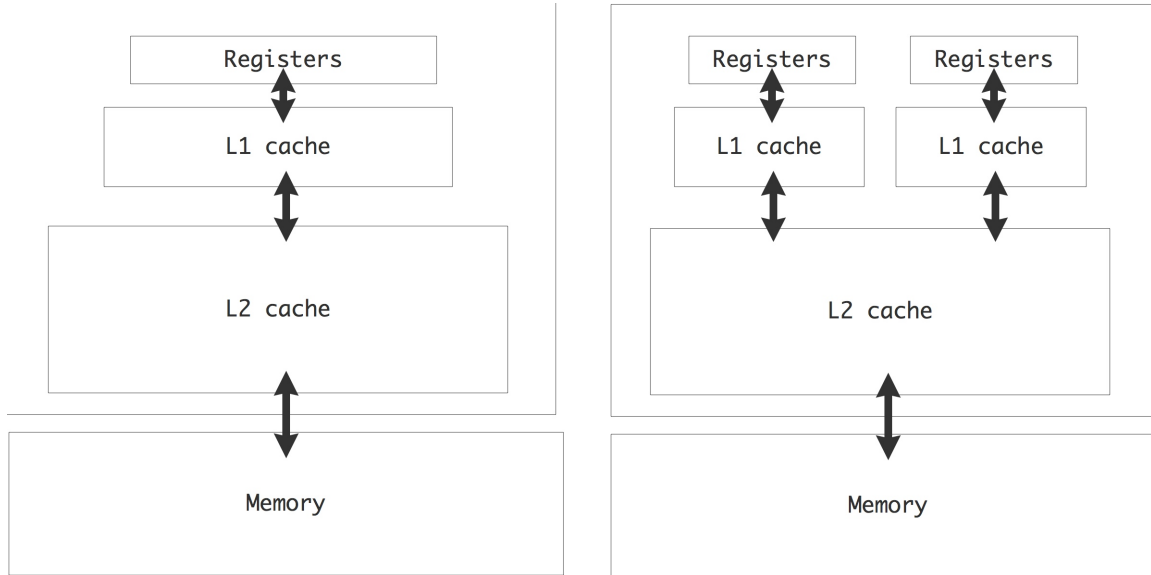 Registers
L1 cache
L2 cache
Memory
Registers
Registers
L1 cache
L1 cache
L2 cache
Memory